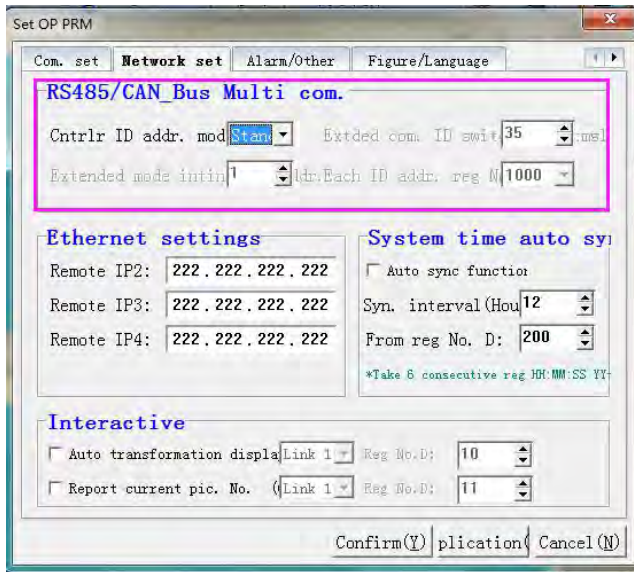 Set OP PRM
Com. set Network set Alarm/Other Figure/Language
RS485/CAN_Bus Multi com.
Cntrlr ID addr. mod Stan Extded com. ID swit 35 :msl
Extended mode intin 1 ldr. Each ID addr. reg N 1000
Ethernet settings
Remote IP2: 222 . 222 . 222 . 222
Remote IP3: 222 . 222 . 222 . 222
Remote IP4: 222 . 222 . 222 . 222
System time auto syn
Auto sync function
Syn. interval(Hou 12
From reg No. D: 200
*Take 6 consecutive reg HH:MM:SS YY-
Interactive
Auto transformation displa Link 1 Reg No.D: 10
Report current pic. No. ( Link 1 Reg No.D: 11
Confirm(Y) plication( Cancel(N)